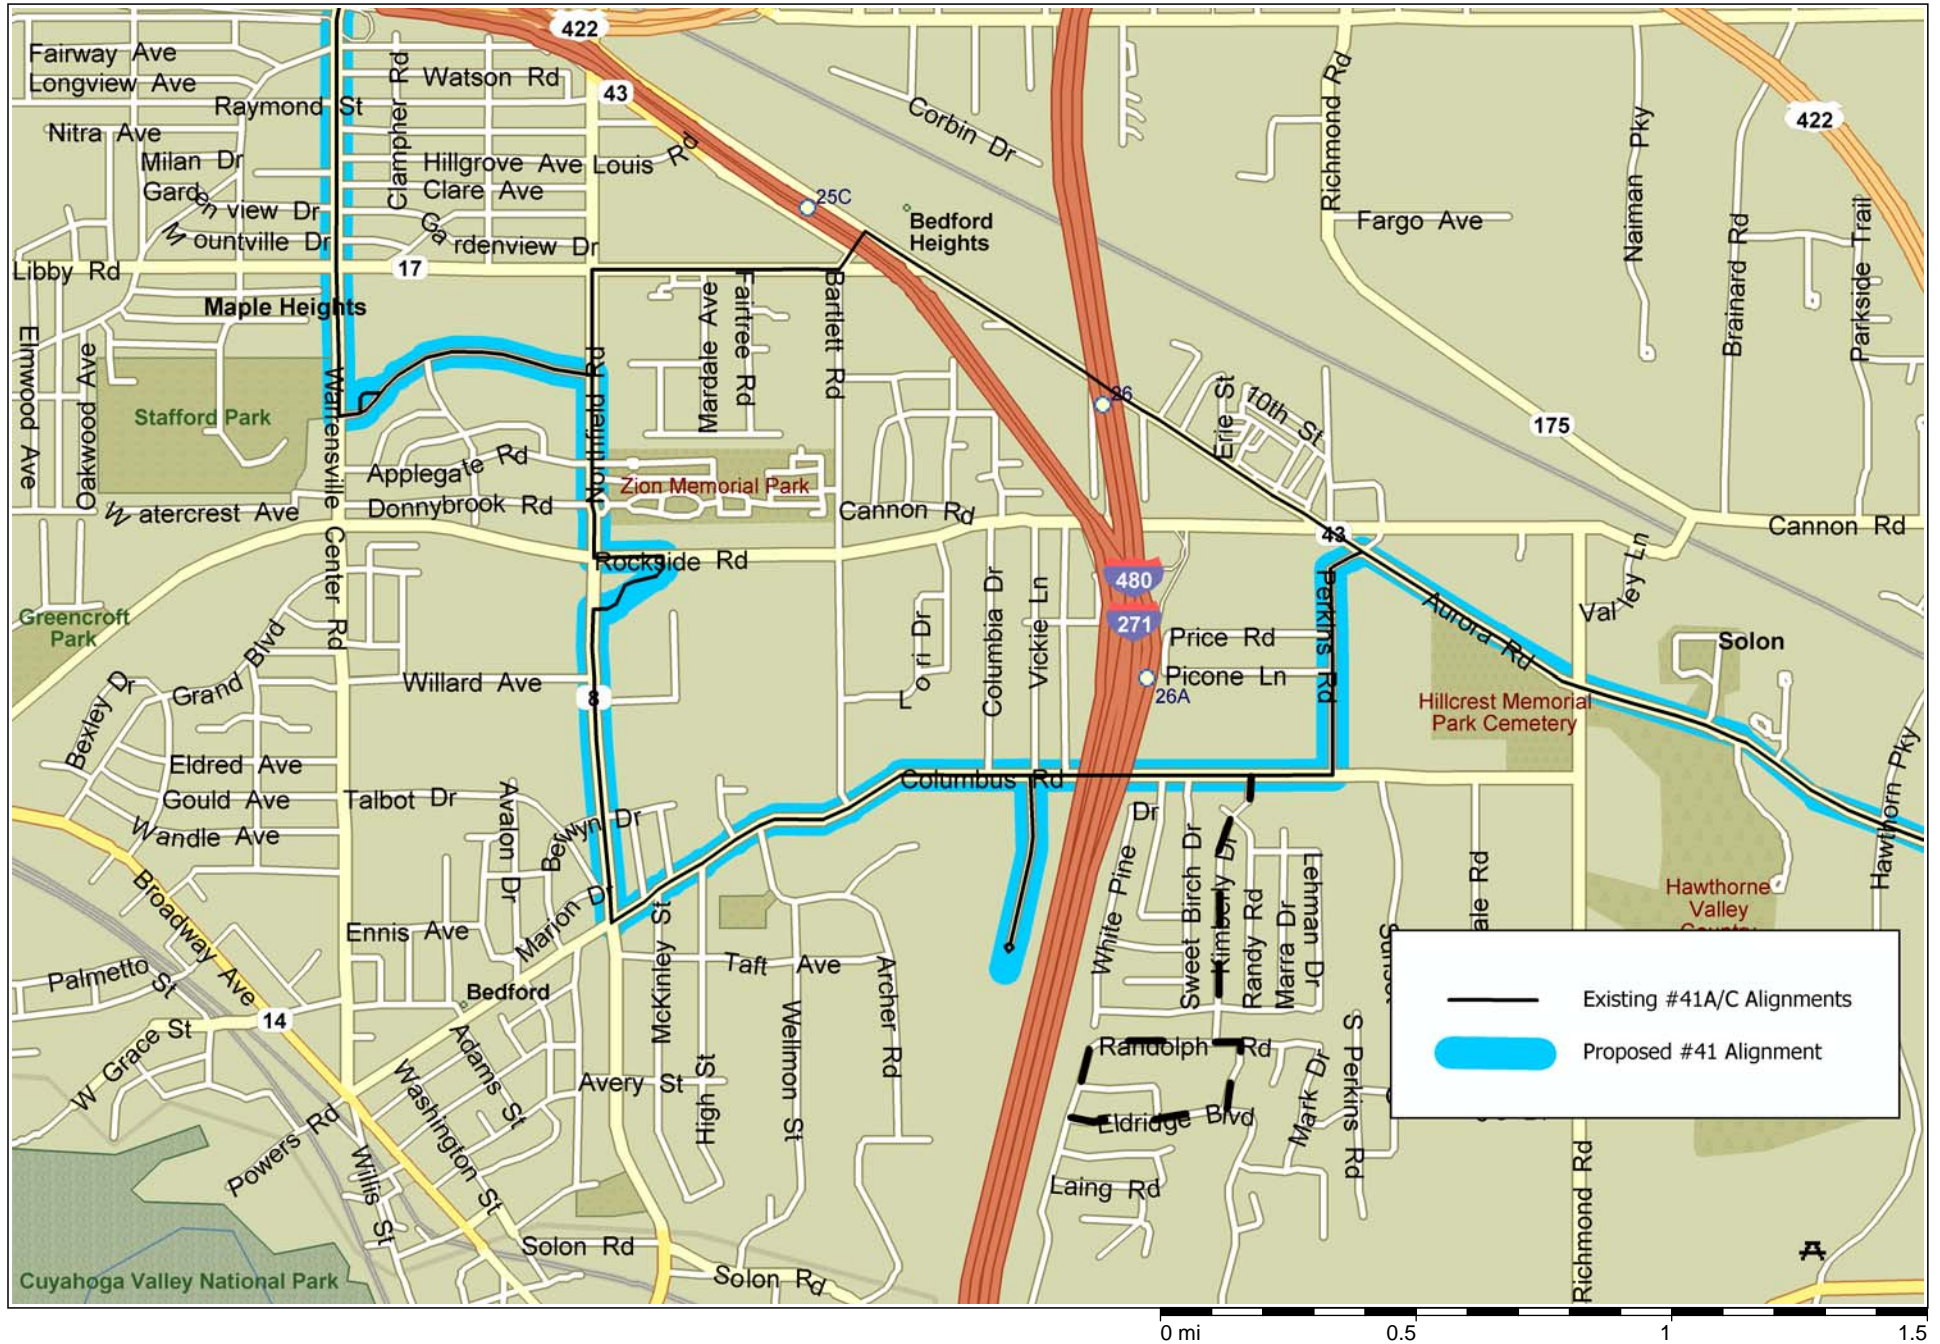 422
Fairway Ave
Longview Ave
Clampher Rd
Watson Rd
43
Raymond St
Nitra Ave
Milan Dr
Hillgrove Ave
Louis Rd
Corbin Dr
Richmond Rd
Naiman Pky
422
Garden view Dr
Clare Ave
25C
Bedford
Heights
Fargo Ave
Brainard Rd
Parkside Trail
Mountville Dr
Gardenview Dr
Libby Rd
17
Maple Heights
Mardale Ave
Fairtree Rd
Bartlett Rd
Elmwood Ave
Oakwood Ave
Warrensville Center Rd
Northfield Rd
Stafford Park
26
Erie St
10th St
175
Applegate Rd
Zion Memorial Park
Watercrest Ave
Donnybrook Rd
Cannon Rd
43
Cannon Rd
Rockside Rd
480
271
Greencroft
Park
Grand Blvd
Lori Dr
Columbia Dr
Vickie Ln
Price Rd
Perkins Rd
Aurora Rd
Valley Ln
Solon
Bexley Dr
Willard Ave
8
Picone Ln
26A
Hillcrest Memorial
Park Cemetery
Hawthorn Pky
Eldred Ave
Columbus Rd
Gould Ave
Talbot Dr
Avalon Dr
Berwyn Dr
Wandle Ave
Dr
White Pine
Sweet Birch Dr
Kimberly Dr
Randy Rd
Marra Dr
Lehman Dr
ale Rd
Hawthorne
Valley
Country
Broadway Ave
Marion Dr
Ennis Ave
McKinley St
Palmetto St
Taft Ave
Archer Rd
Bedford
14
W Grace St
Adams St
Wellmon St
Washington St
Avery St
High St
Randolph Rd
Mark Dr
S Perkins Rd
Eldridge Blvd
Powers Rd
Willis St
Laing Rd
Richmond Rd
Solon Rd
Solon Rd
Cuyahoga Valley National Park
Existing #41A/C Alignments
Proposed #41 Alignment
0 mi
0.5
1
1.5